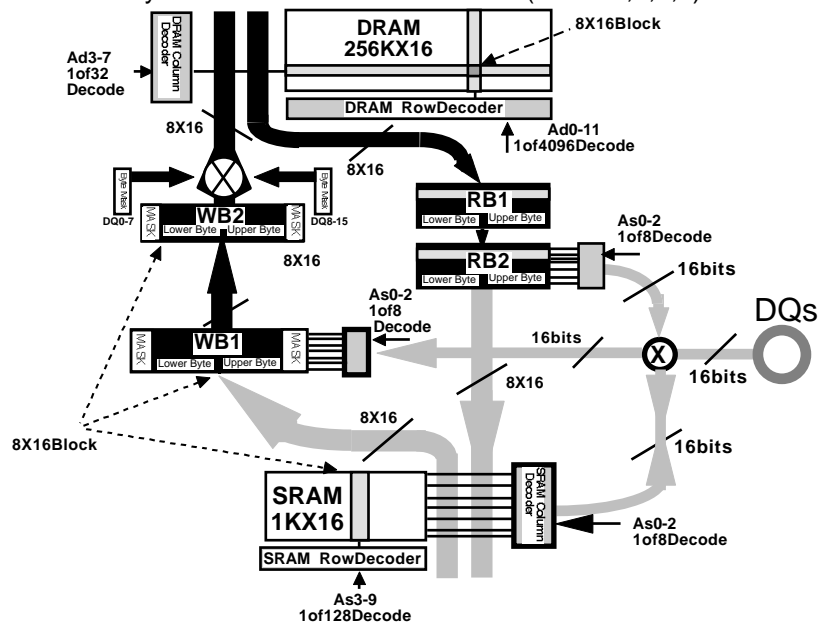 DRAM
256KX16
8X16Block
DRAM Column
Decoder
Ad3-7
1of32
Decode
DRAM RowDecoder
8X16
Ad0-11
1of4096Decode
8X16
Byte Mask
DQ0-7
Byte Mask
DQ8-15
MASK
WB2
Lower Byte Upper Byte
MASK
8X16
RB1
Lower Byte Upper Byte
RB2
Lower Byte Upper Byte
As0-2
1of8Decode
16bits
DQs
As0-2
1of8
Decode
MASK
WB1
Lower Byte Upper Byte
MASK
16bits
X
16bits
8X16
8X16Block
8X16
16bits
SRAM
1KX16
SRAM Column
Decoder
As0-2
1of8Decode
SRAM RowDecoder
As3-9
1of128Decode